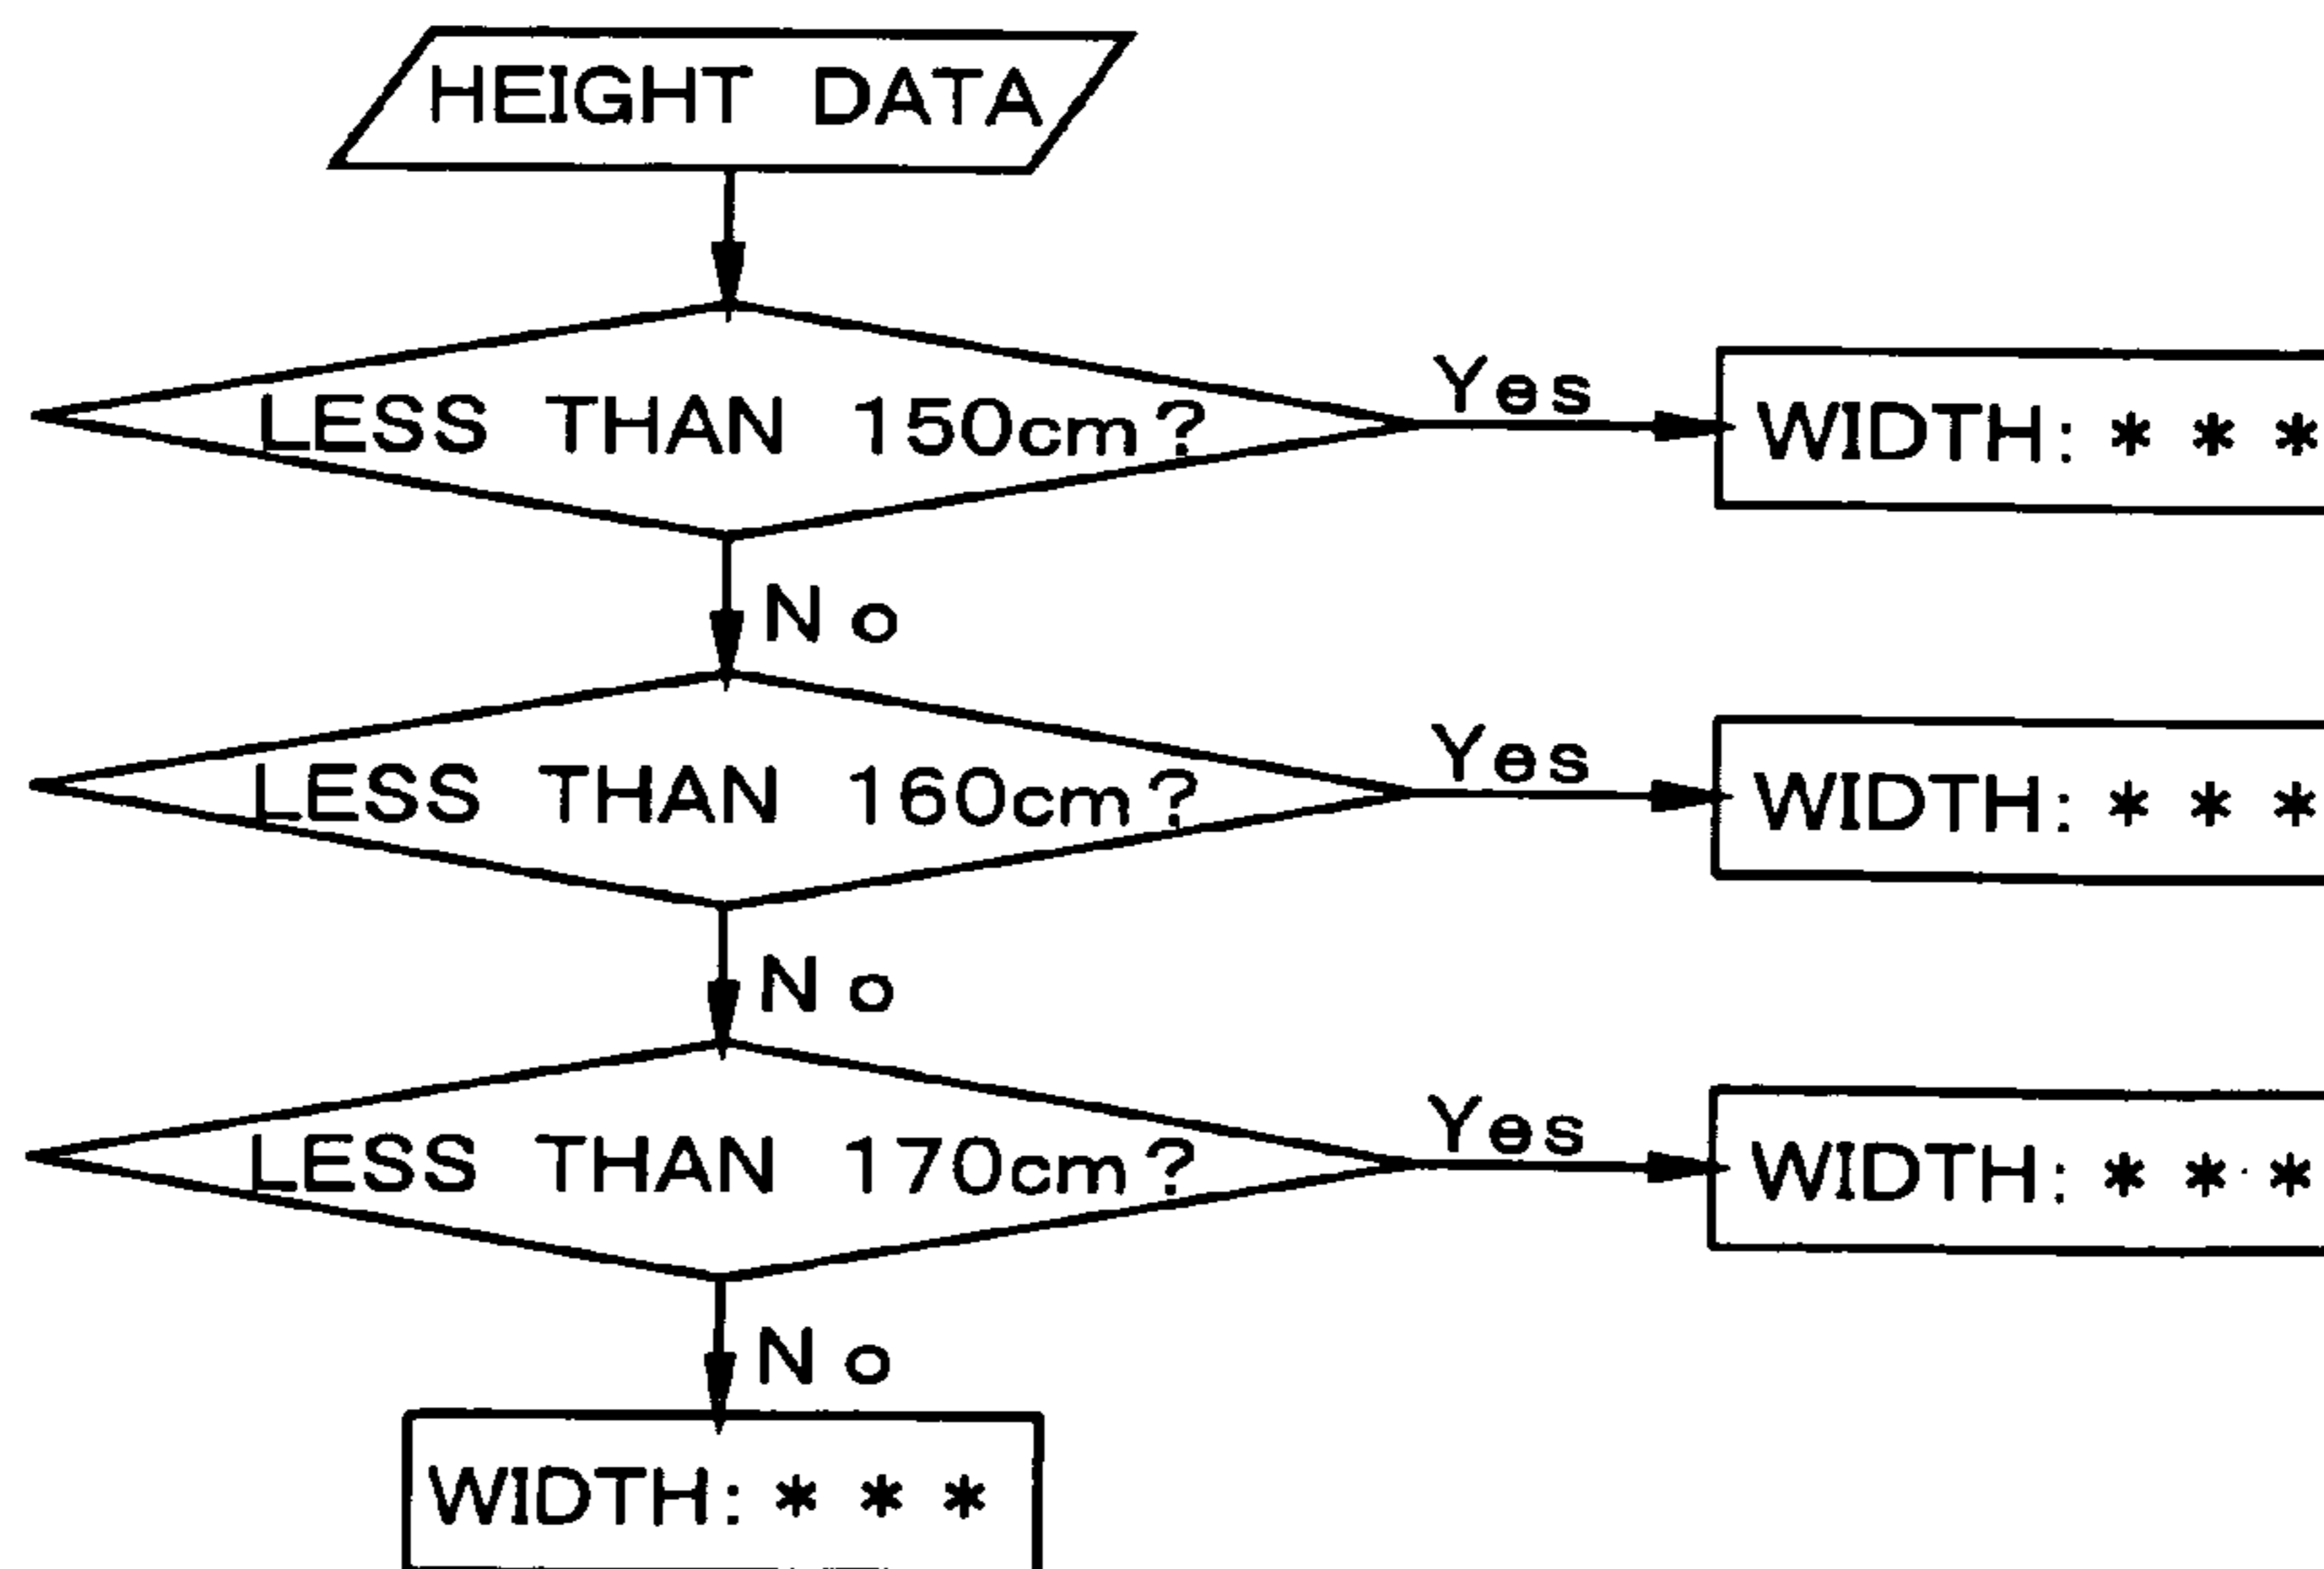 HEIGHT DATA
LESS THAN 150cm?
Yes
WIDTH: * * *
No
LESS THAN 160cm?
Yes
WIDTH: * * *
No
LESS THAN 170cm?
Yes
WIDTH: * * *
No
WIDTH: * * *